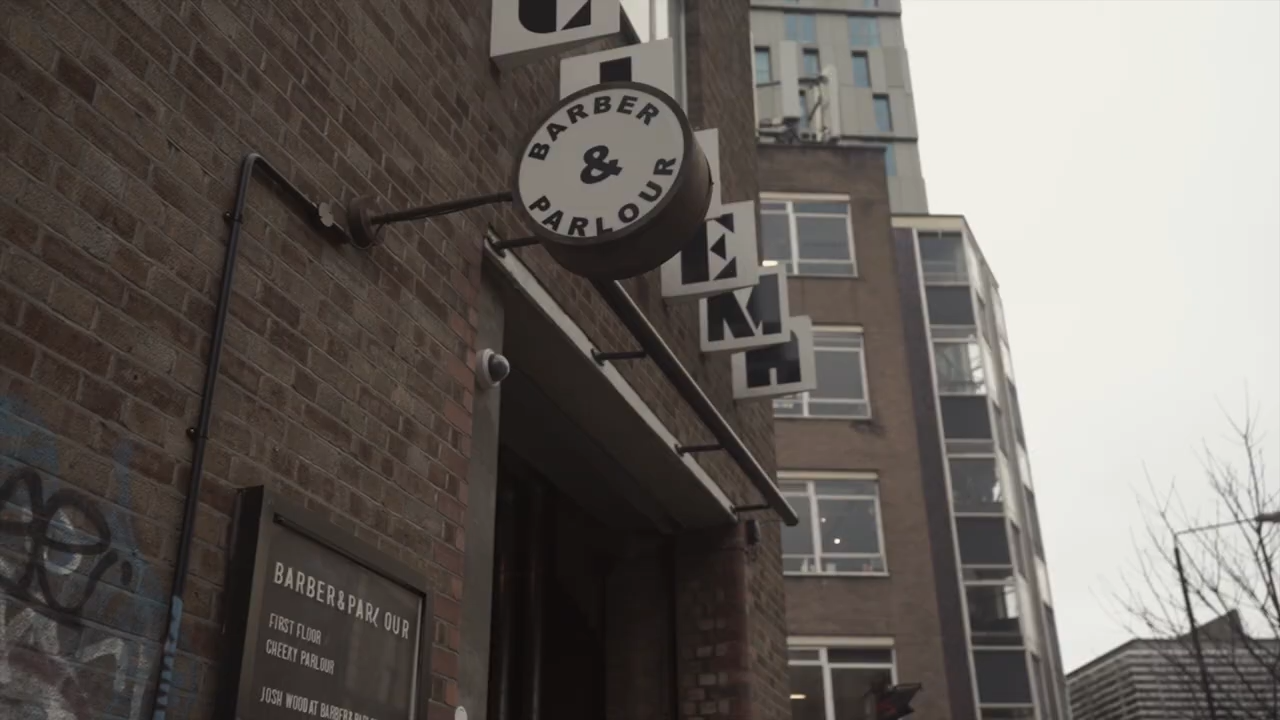 BARBER
&
PARLOUR
E
M
A
BARBER&PARLOUR
FIRST FLOOR
CHEEKY PARLOUR
JOSH WOOD AT